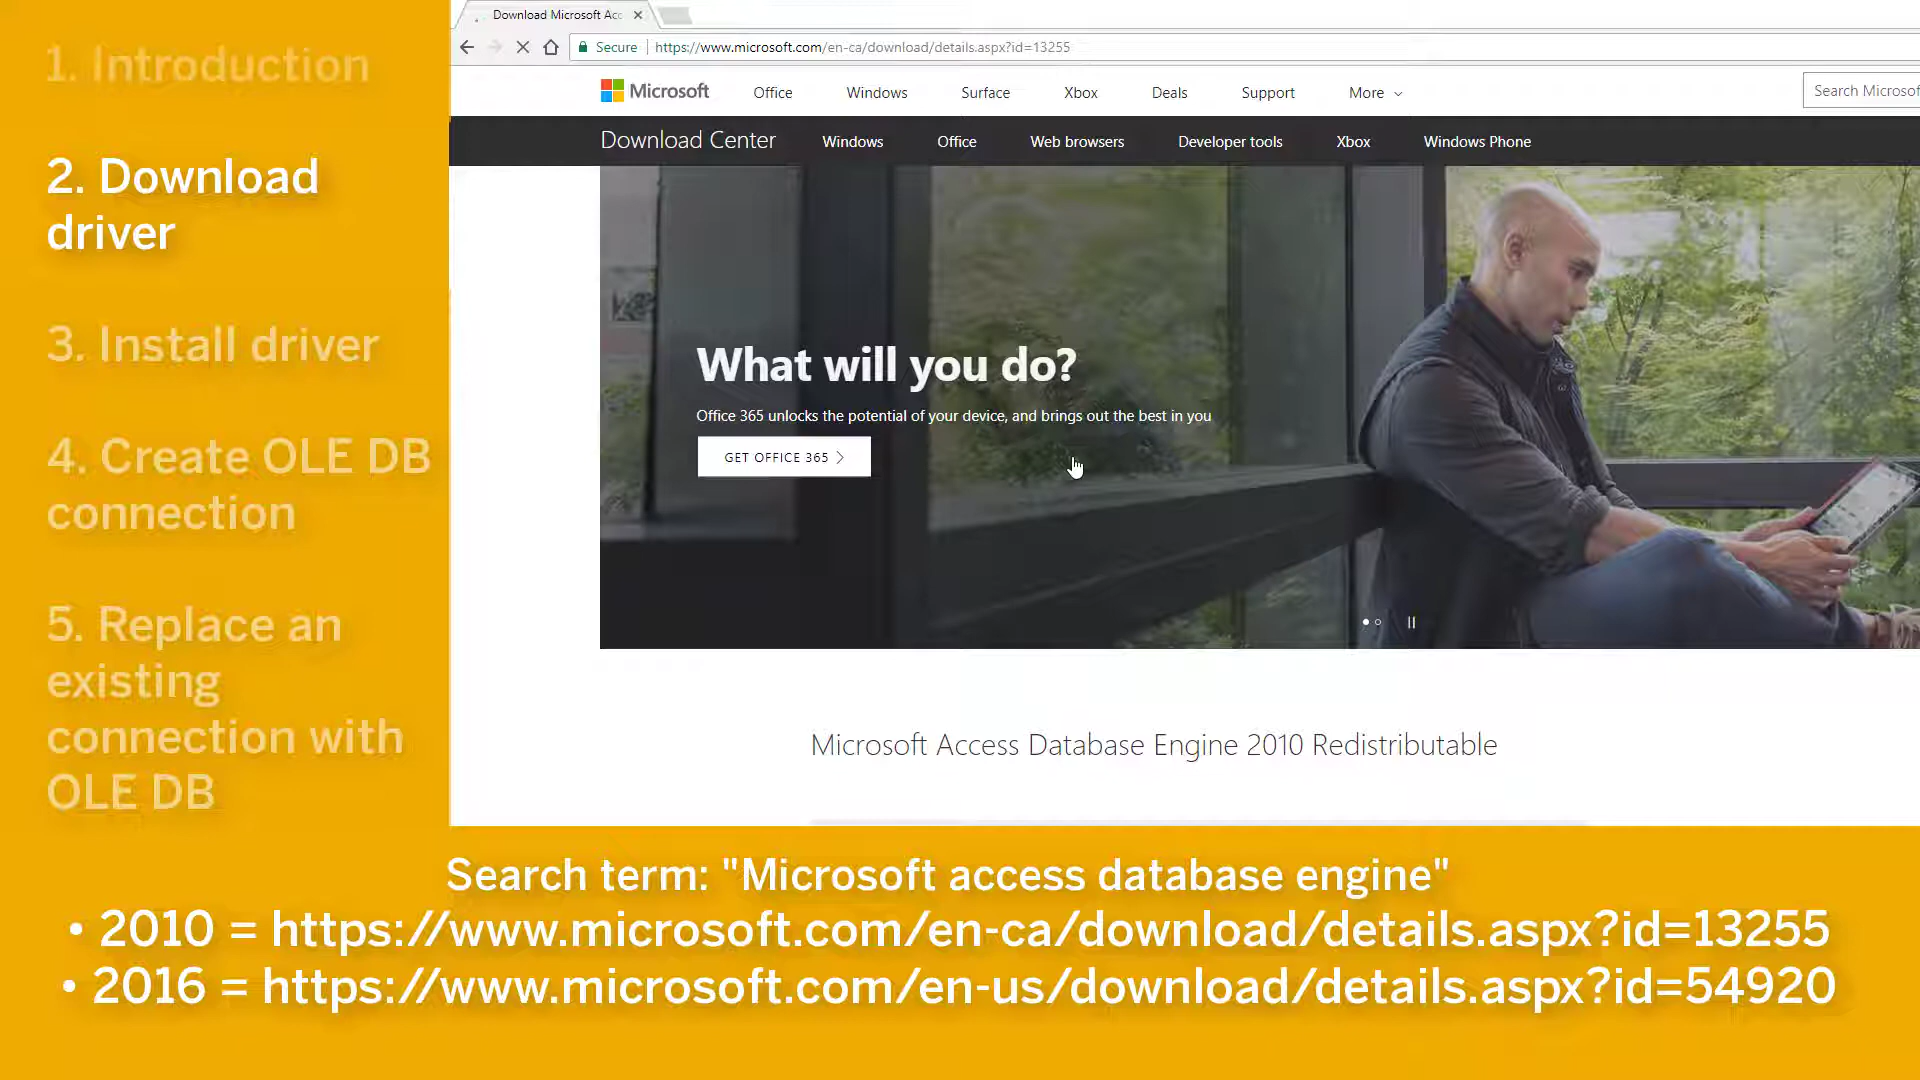 1. Introduction
2. Download
driver
3. Install driver
4. Create OLE DB
connection
5. Replace an
existing
connection with
OLE DB
Download Microsoft Acc
Secure https://www.microsoft.com/en-ca/download/details.aspx?id=13255
Microsoft Office Windows Surface Xbox Deals Support More Search Microsof
Download Center Windows Office Web browsers Developer tools Xbox Windows Phone
What will you do?
Office 365 unlocks the potential of your device, and brings out the best in you
GET OFFICE 365
Microsoft Access Database Engine 2010 Redistributable
Search term: "Microsoft access database engine"
• 2010 = https://www.microsoft.com/en-ca/download/details.aspx?id=13255
• 2016 = https://www.microsoft.com/en-us/download/details.aspx?id=54920